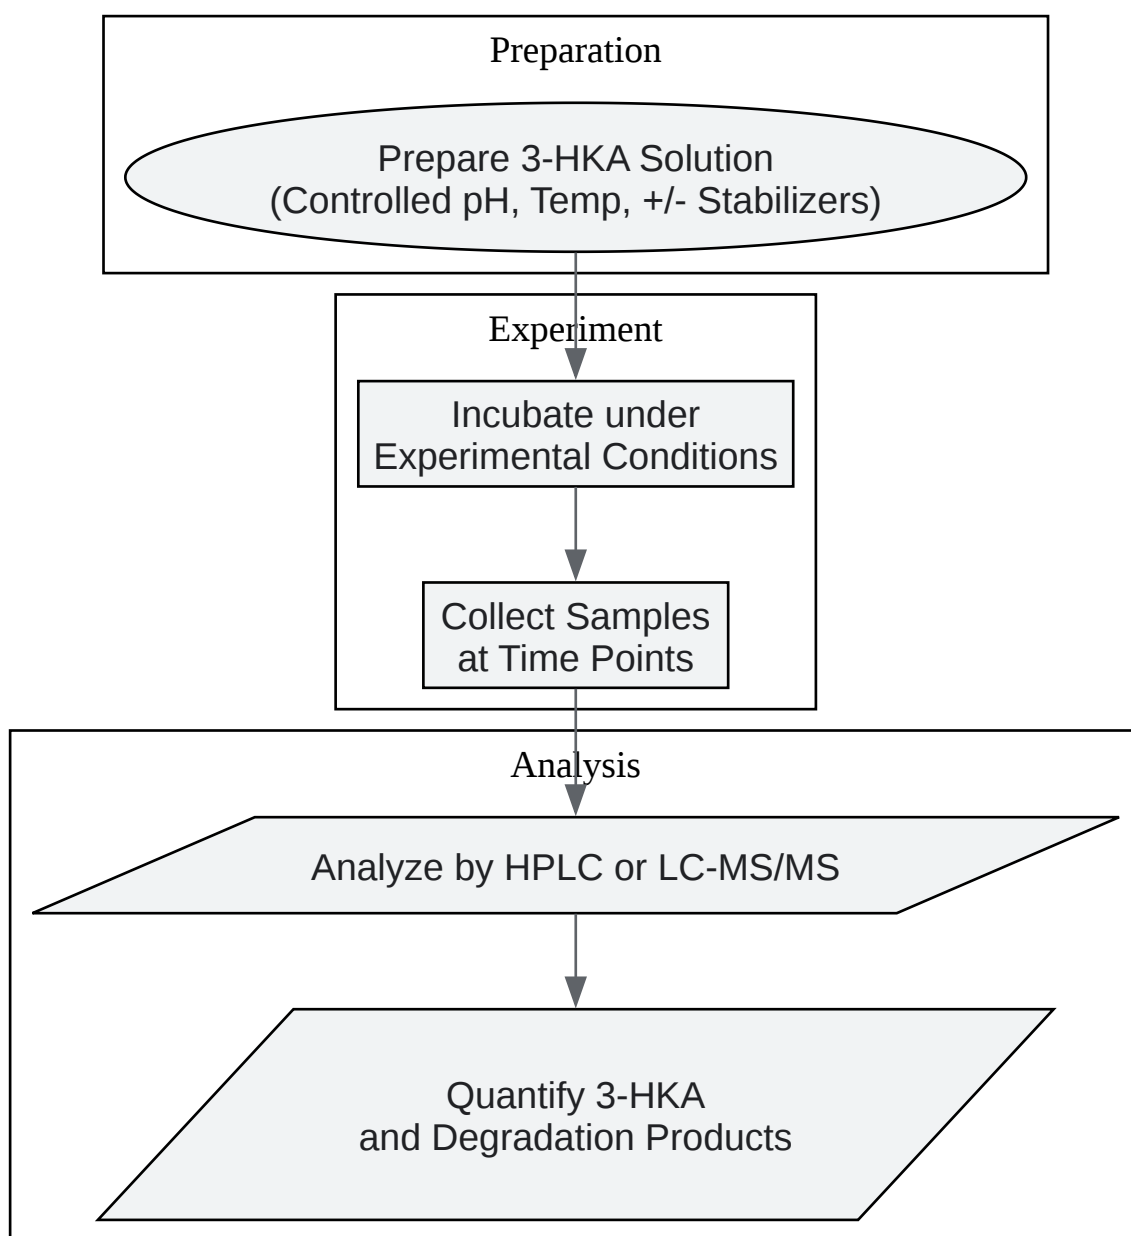 Preparation
Prepare 3-HKA Solution
(Controlled pH, Temp, +/- Stabilizers)
Experiment
Incubate under
Experimental Conditions
Collect Samples
at Time Points
Analysis
Analyze by HPLC or LC-MS/MS
Quantify 3-HKA
and Degradation Products